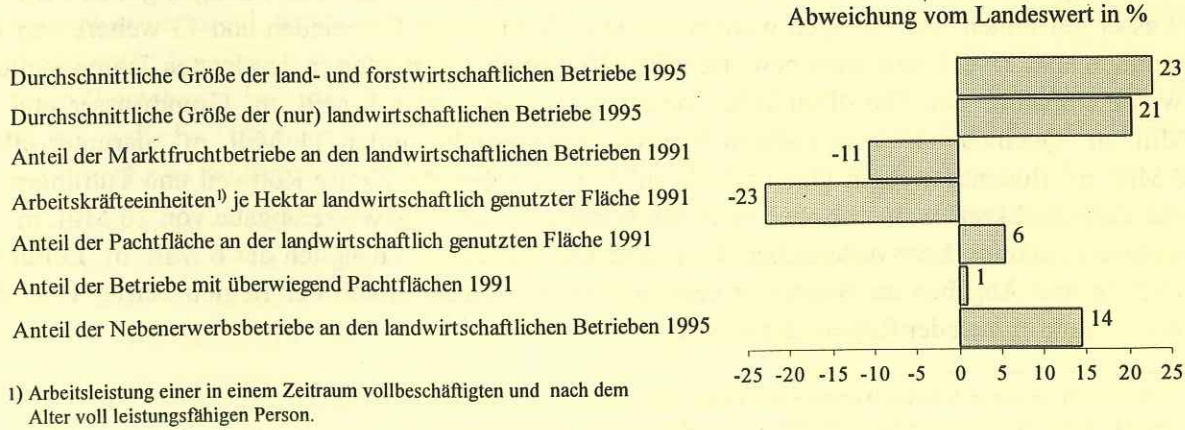 Abweichung vom Landeswert in %
Durchschnittliche Größe der land- und forstwirtschaftlichen Betriebe 1995 23
Durchschnittliche Größe der (nur) landwirtschaftlichen Betriebe 1995 21
Anteil der Marktfruchtbetriebe an den landwirtschaftlichen Betrieben 1991 -11
Arbeitskräfteeinheiten¹⁾ je Hektar landwirtschaftlich genutzter Fläche 1991 -23
Anteil der Pachtfläche an der landwirtschaftlich genutzten Fläche 1991 6
Anteil der Betriebe mit überwiegend Pachtflächen 1991 1
Anteil der Nebenerwerbsbetriebe an den landwirtschaftlichen Betrieben 1995 14
-25 -20 -15 -10 -5 0 5 10 15 20 25
1) Arbeitsleistung einer in einem Zeitraum vollbeschäftigten und nach dem
Alter voll leistungsfähigen Person.